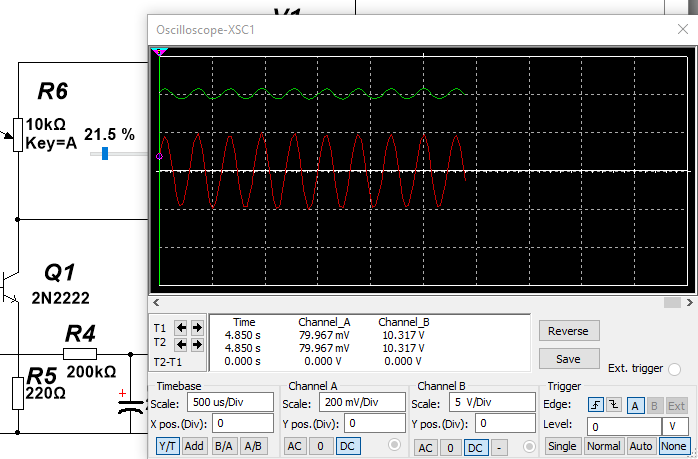 Oscilloscope-XSC1
R6
10kΩ
Key=A
21.5 %
Q1
2N2222
R4
200kΩ
R5
220Ω
+
T1
T2
T2-T1
Time Channel_A Channel_B
4.850 s 79.967 mV 10.317 V
4.850 s 79.967 mV 10.317 V
0.000 s 0.000 V 0.000 V
Reverse
Save
Ext. trigger
Timebase
Scale: 500 us/Div
X pos.(Div): 0
Y/T Add B/A A/B
Channel A
Scale: 200 mV/Div
Y pos.(Div): 0
AC 0 DC
Channel B
Scale: 5 V/Div
Y pos.(Div): 0
AC 0 DC -
Trigger
Edge: A B Ext
Level: 0 V
Single Normal Auto None